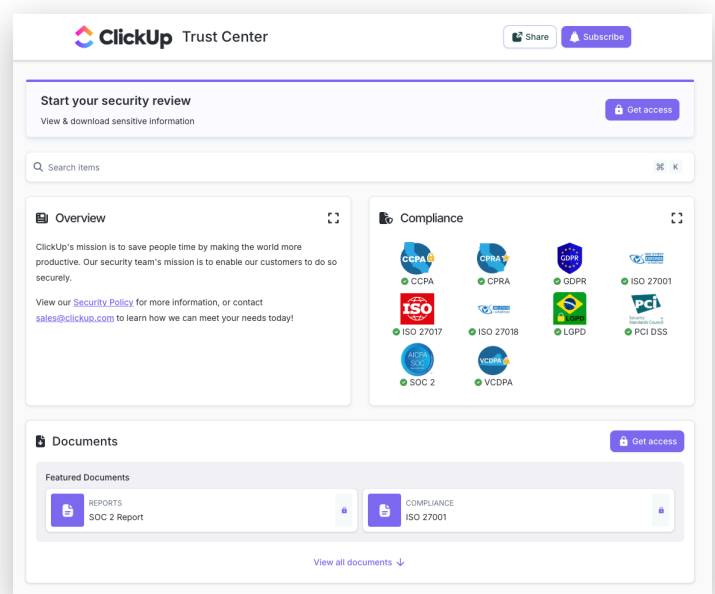 ClickUp Trust Center
Share
Subscribe
Start your security review
View & download sensitive information
Get access
Search items
⌘ K
Overview
ClickUp's mission is to save people time by making the world more
productive. Our security team's mission is to enable our customers to do so
securely.
View our Security Policy for more information, or contact
sales@clickup.com to learn how we can meet your needs today!
Compliance
CCPA
CPRA
GDPR
CCPA
CPRA
GDPR
ISO 27001
ISO
LGPD
PCI
Security
Standards Council
ISO 27017
ISO 27018
LGPD
PCI DSS
AICPA
SOC
VCDPA
SOC 2
VCDPA
Documents
Get access
Featured Documents
REPORTS
SOC 2 Report
COMPLIANCE
ISO 27001
View all documents